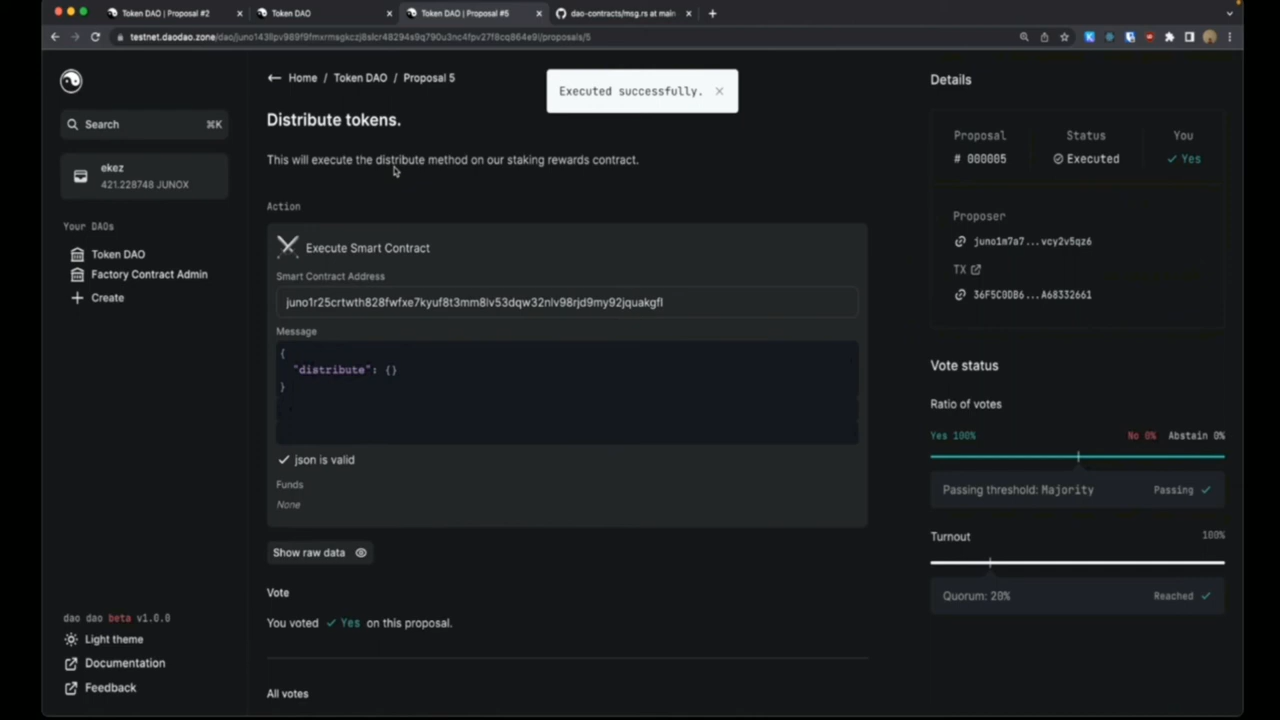 Token DAO | Proposal #2
Token DAO
Token DAO | Proposal #5
dao-contracts/msg.rs at main
Search
⌘K
ekez
421.228748 JUNOX
Your DAOs
Token DAO
Factory Contract Admin
Create
dao dao beta v1.0.0
Light theme
Documentation
Feedback
Home / Token DAO / Proposal 5
Executed successfully.
Distribute tokens.
This will execute the distribute method on our staking rewards contract.
Action
Execute Smart Contract
Smart Contract Address
Message
{
"distribute": {}
}
json is valid
Funds
None
Show raw data
Vote
You voted ✓ Yes on this proposal.
All votes
Details
Proposal
# 000005
Status
Executed
You
Yes
Proposer
juno1m7a7...vcy2v5qz6
TX
36F5C0DB6...A68332661
Vote status
Ratio of votes
Yes 100%
No 0% Abstain 0%
Passing threshold: Majority
Passing
Turnout
100%
Quorum: 20%
Reached